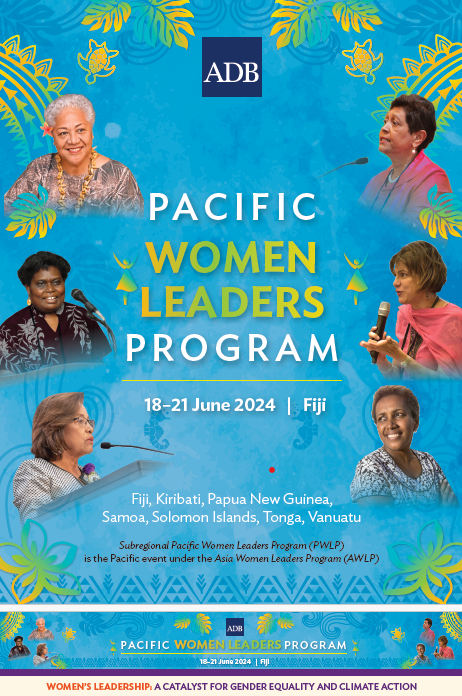 ADB
PACIFIC
WOMEN
LEADERS
PROGRAM
18–21 June 2024 | Fiji
Fiji, Kiribati, Papua New Guinea,
Samoa, Solomon Islands, Tonga, Vanuatu
Subregional Pacific Women Leaders Program (PWLP)
is the Pacific event under the Asia Women Leaders Program (AWLP)
ADB
PACIFIC WOMEN LEADERS PROGRAM
18–21 June 2024 | Fiji
WOMEN'S LEADERSHIP: A CATALYST FOR GENDER EQUALITY AND CLIMATE ACTION